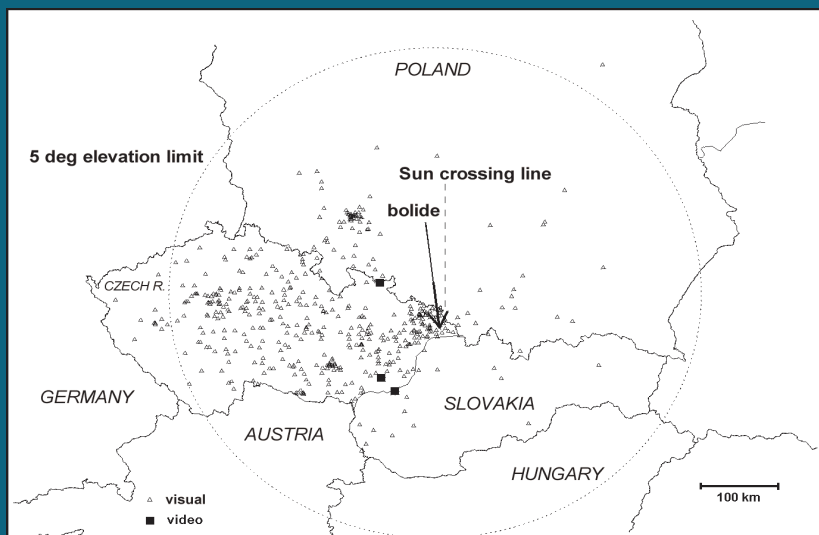 POLAND
5 deg elevation limit
Sun crossing line
bolide
CZECH R.
GERMANY
SLOVAKIA
AUSTRIA
HUNGARY
visual
video
100 km